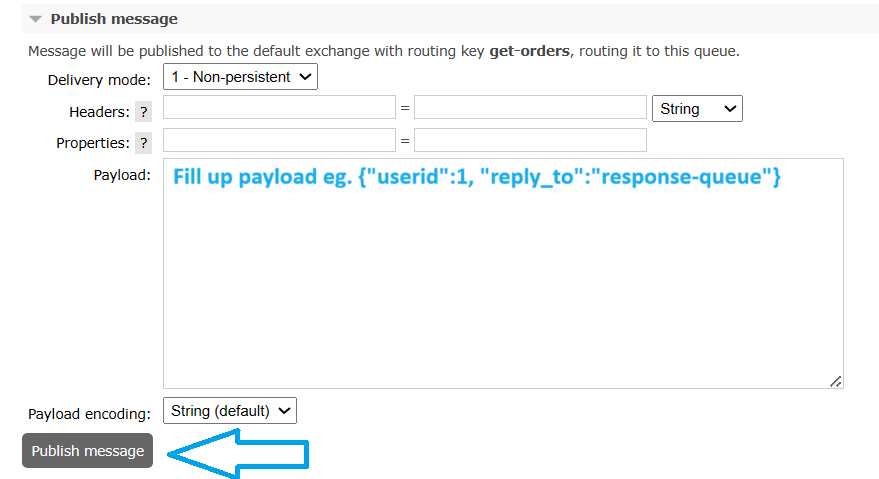 Publish message
Message will be published to the default exchange with routing key get-orders, routing it to this queue.
Delivery mode: 1 - Non-persistent
Headers: ? = String
Properties: ? =
Payload: Fill up payload eg. {"userid":1, "reply_to":"response-queue"}
Payload encoding: String (default)
Publish message